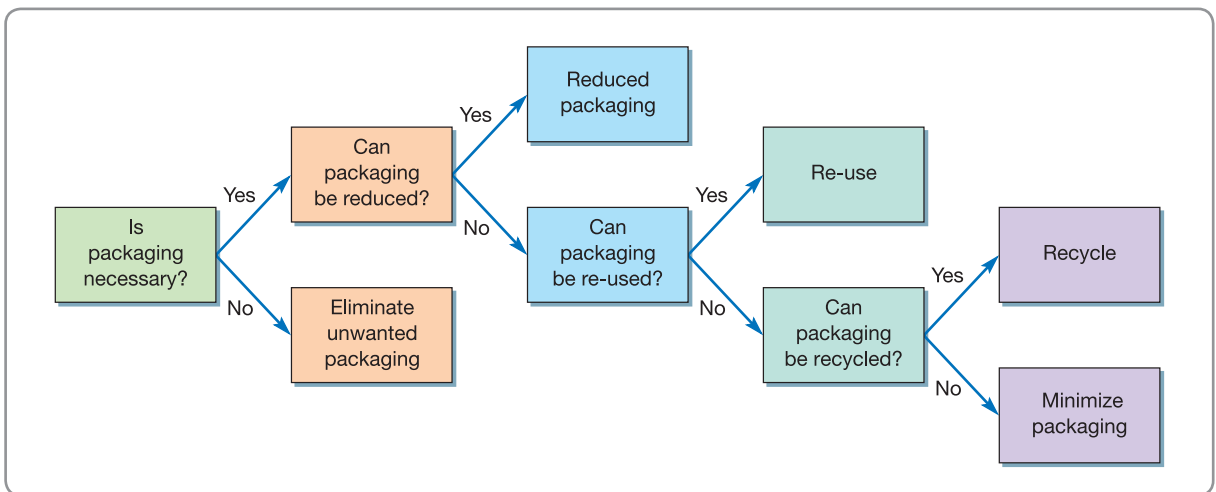 Is
packaging
necessary?
Yes
No
Can
packaging
be reduced?
Eliminate
unwanted
packaging
Yes
No
Reduced
packaging
Can
packaging
be re-used?
Yes
No
Re-use
Can
packaging
be recycled?
Yes
No
Recycle
Minimize
packaging